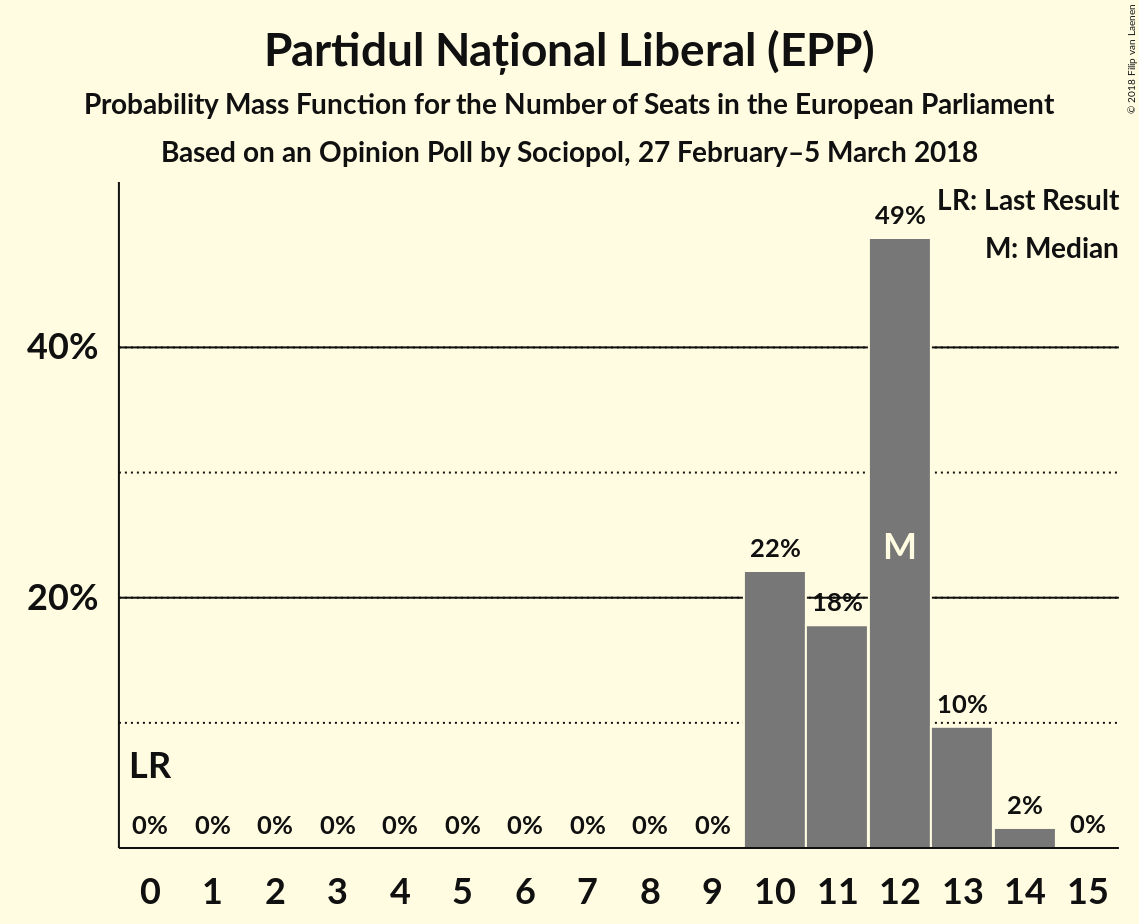 Partidul Național Liberal (EPP)
Probability Mass Function for the Number of Seats in the European Parliament
Based on an Opinion Poll by Sociopol, 27 February–5 March 2018
© 2018 Filip van Laenen
LR: Last Result
M: Median
49%
40%
22%
M
20%
18%
10%
LR
2%
0% 0% 0% 0% 0% 0% 0% 0% 0% 0% 0%
0 1 2 3 4 5 6 7 8 9 10 11 12 13 14 15